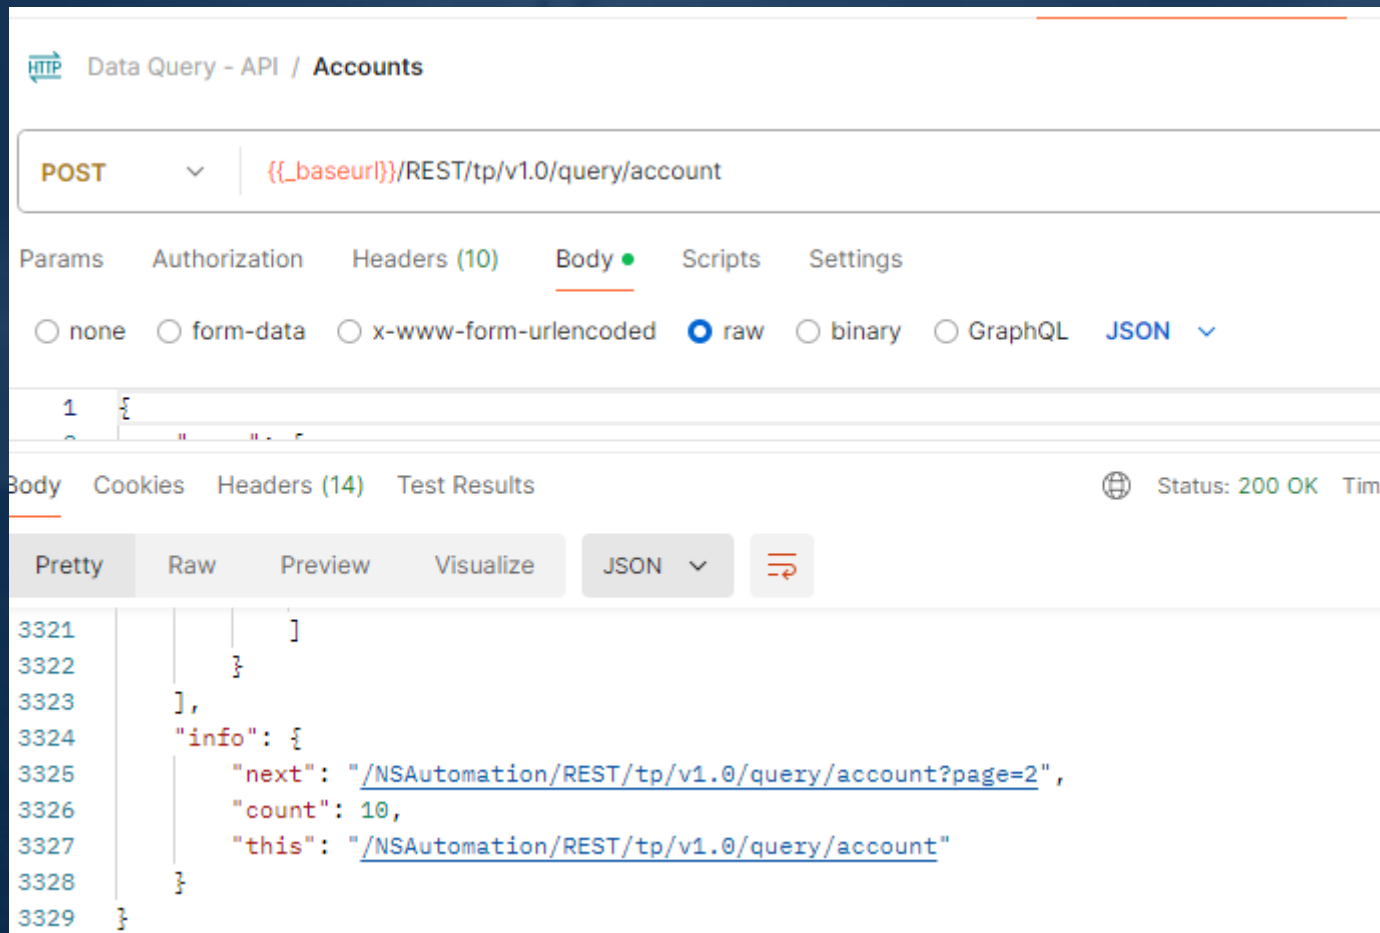 HTTP Data Query - API / Accounts
POST {{_baseurl}}/REST/tp/v1.0/query/account
Params Authorization Headers (10) Body Scripts Settings
none form-data x-www-form-urlencoded raw binary GraphQL JSON
1 {
Body Cookies Headers (14) Test Results Status: 200 OK Tim
Pretty Raw Preview Visualize JSON
3321 ]
3322 }
3323 ],
3324 "info": {
3325 "next": "/NSAutomation/REST/tp/v1.0/query/account?page=2",
3326 "count": 10,
3327 "this": "/NSAutomation/REST/tp/v1.0/query/account"
3328 }
3329 }